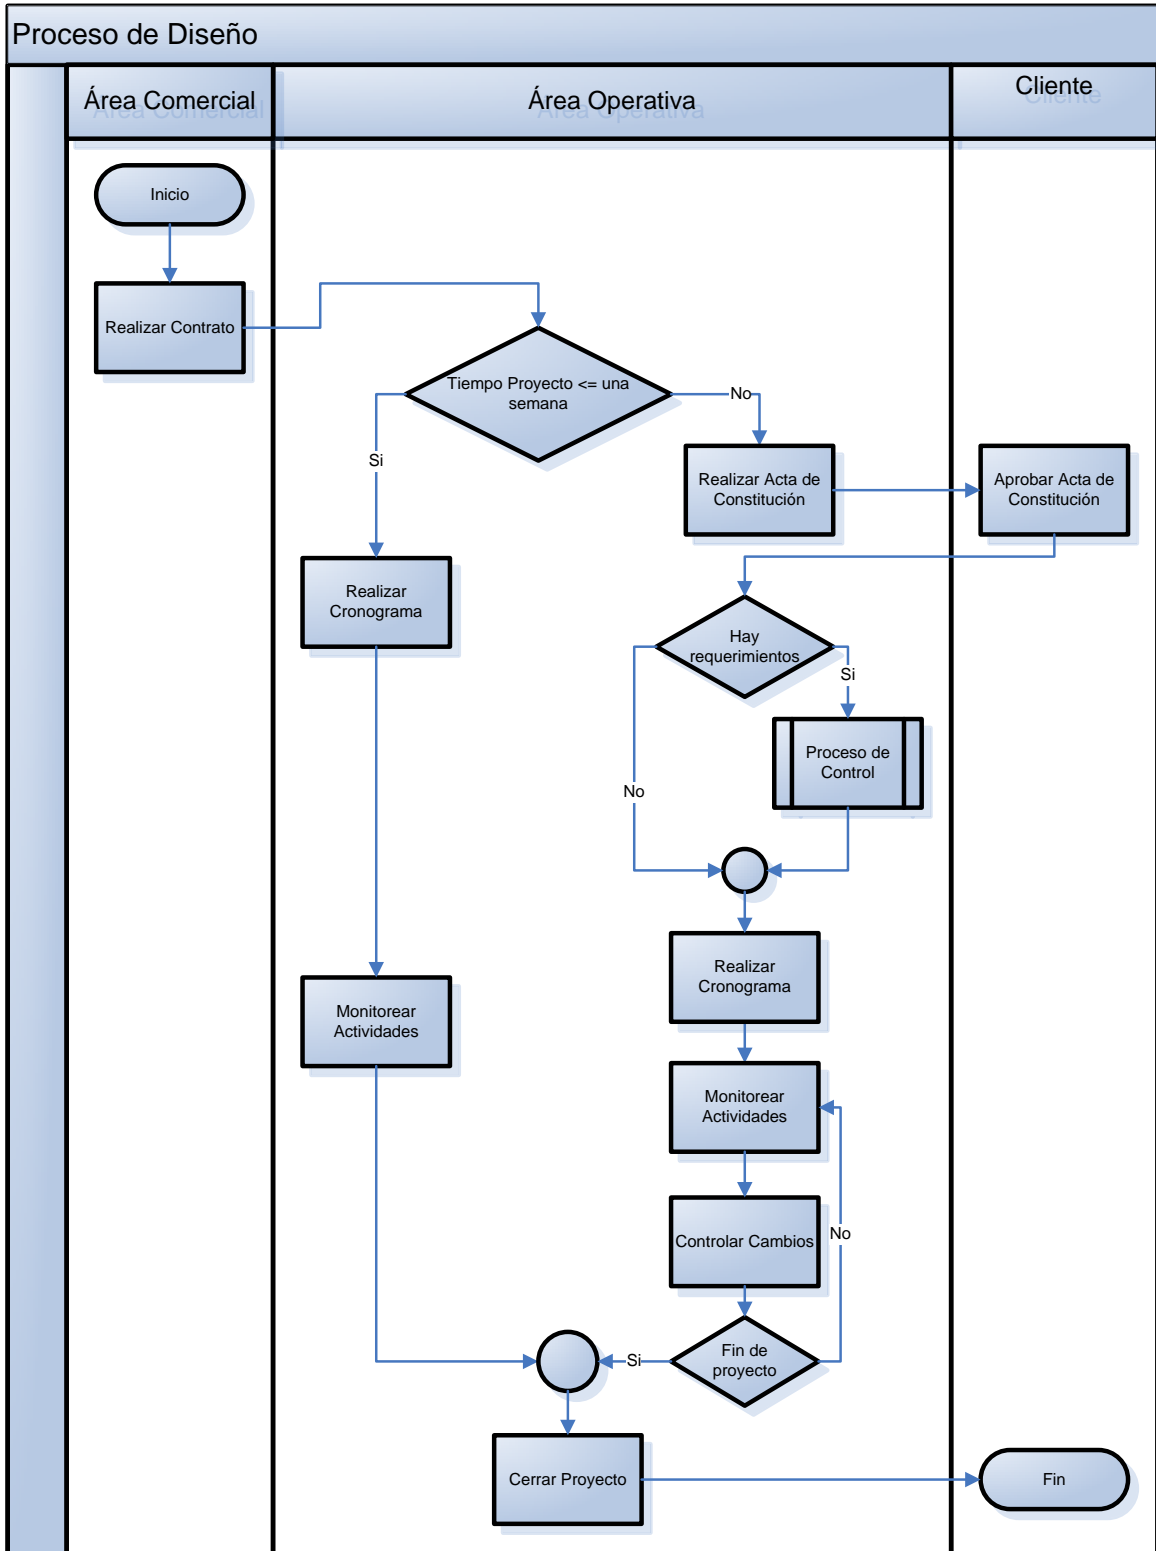 Proceso de Diseño
Área Comercial
Área Operativa
Cliente
Inicio
Realizar Contrato
Tiempo Proyecto <= una
semana
No
Si
Realizar Acta de
Constitución
Aprobar Acta de
Constitución
Realizar
Cronograma
Hay
requerimientos
Si
Proceso de
Control
No
Realizar
Cronograma
Monitorear
Actividades
Monitorear
Actividades
Controlar Cambios
No
Fin de
proyecto
Si
Cerrar Proyecto
Fin